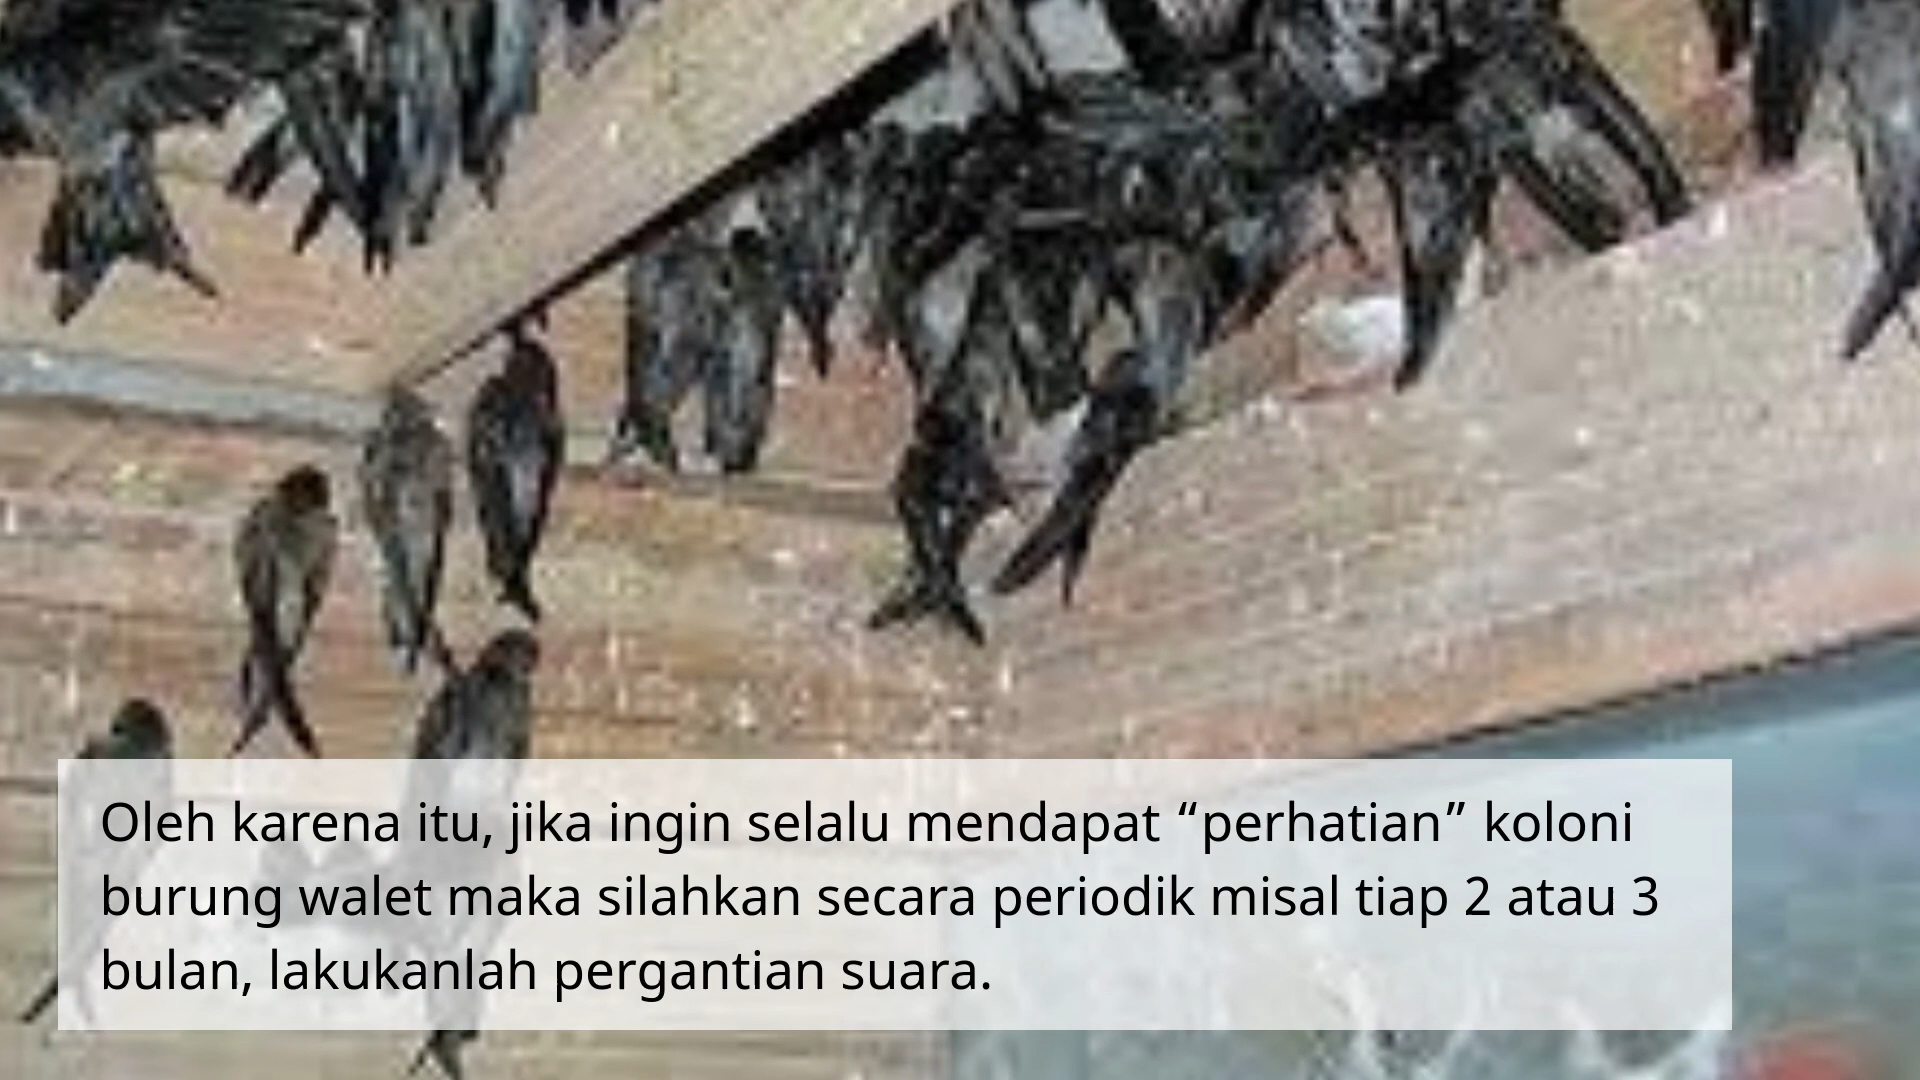 Oleh karena itu, jika ingin selalu mendapat “perhatian” koloni
burung walet maka silahkan secara periodik misal tiap 2 atau 3
bulan, lakukanlah pergantian suara.